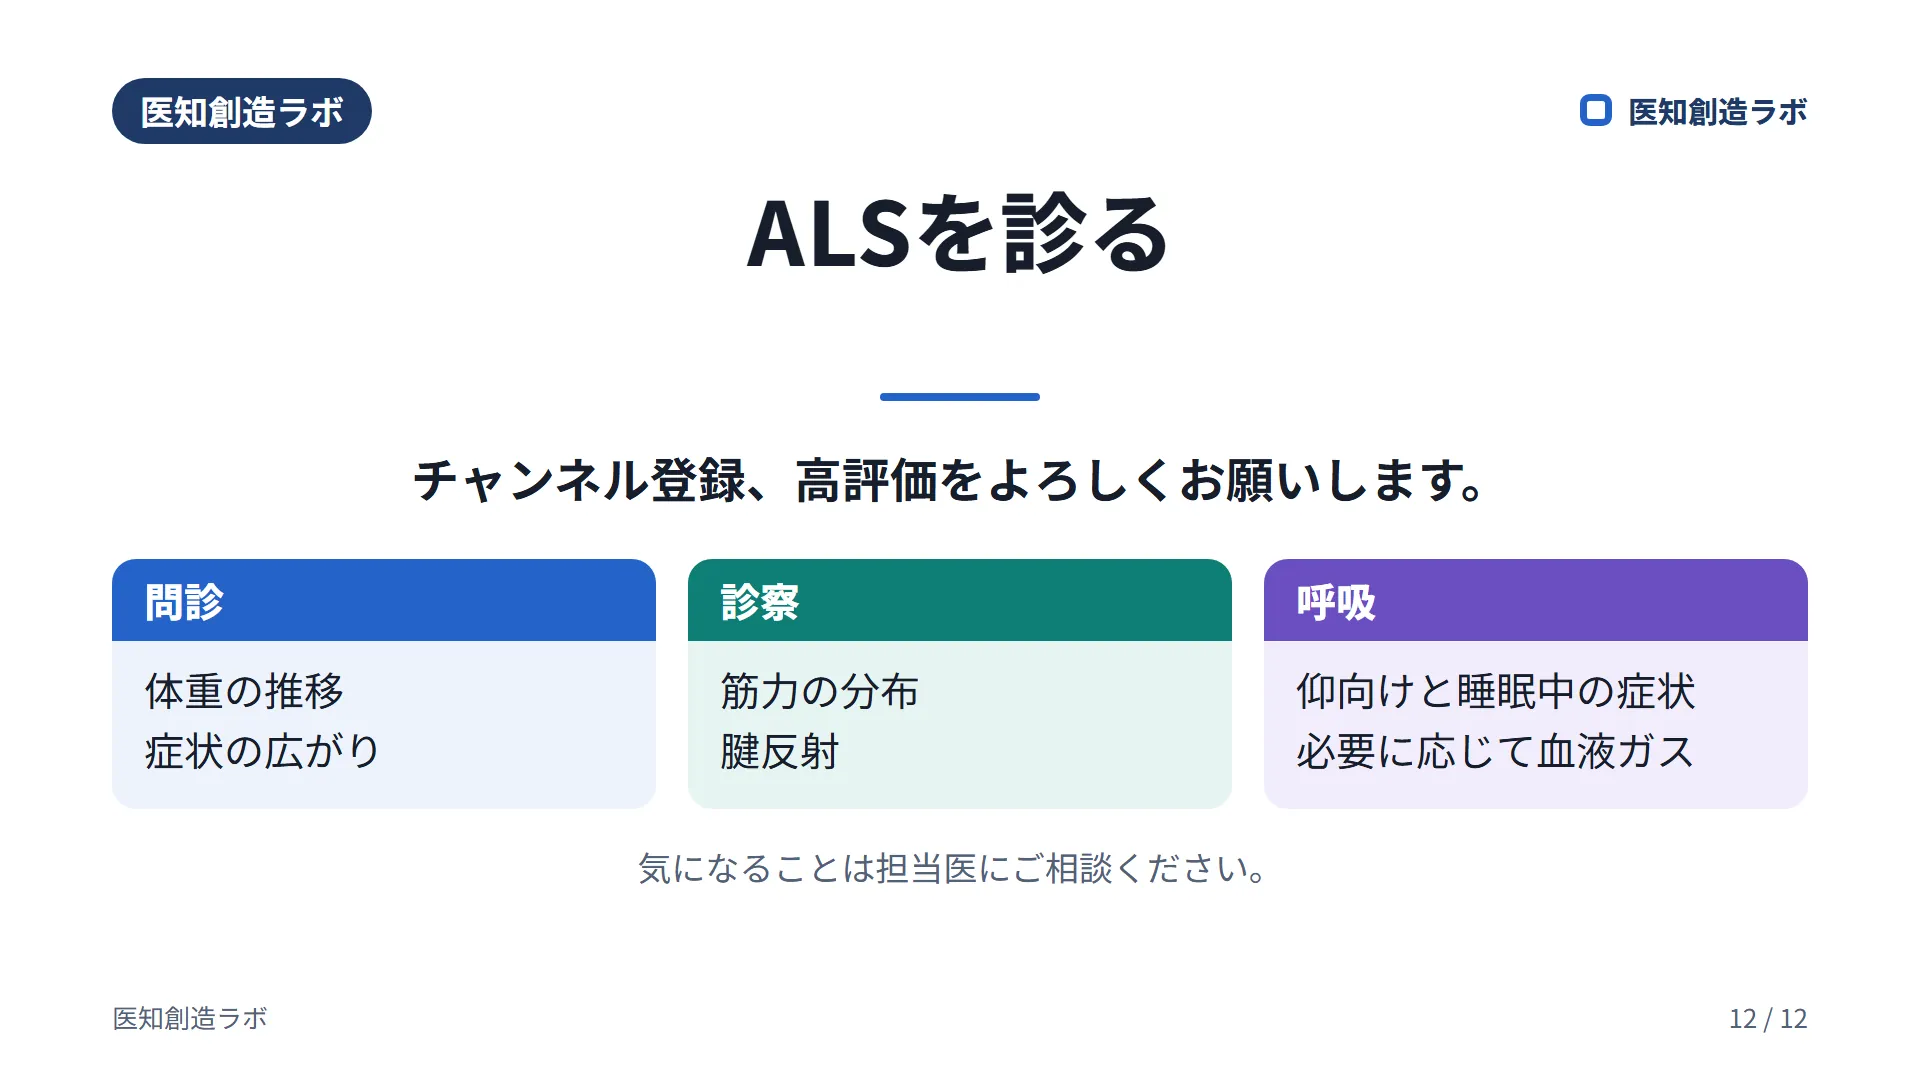 医知創造ラボ
医知創造ラボ
ALSを診る
チャンネル登録、高評価をよろしくお願いします。
問診
体重の推移
症状の広がり
診察
筋力の分布
腱反射
呼吸
仰向けと睡眠中の症状
必要に応じて血液ガス
気になることは担当医にご相談ください。
医知創造ラボ
12 / 12